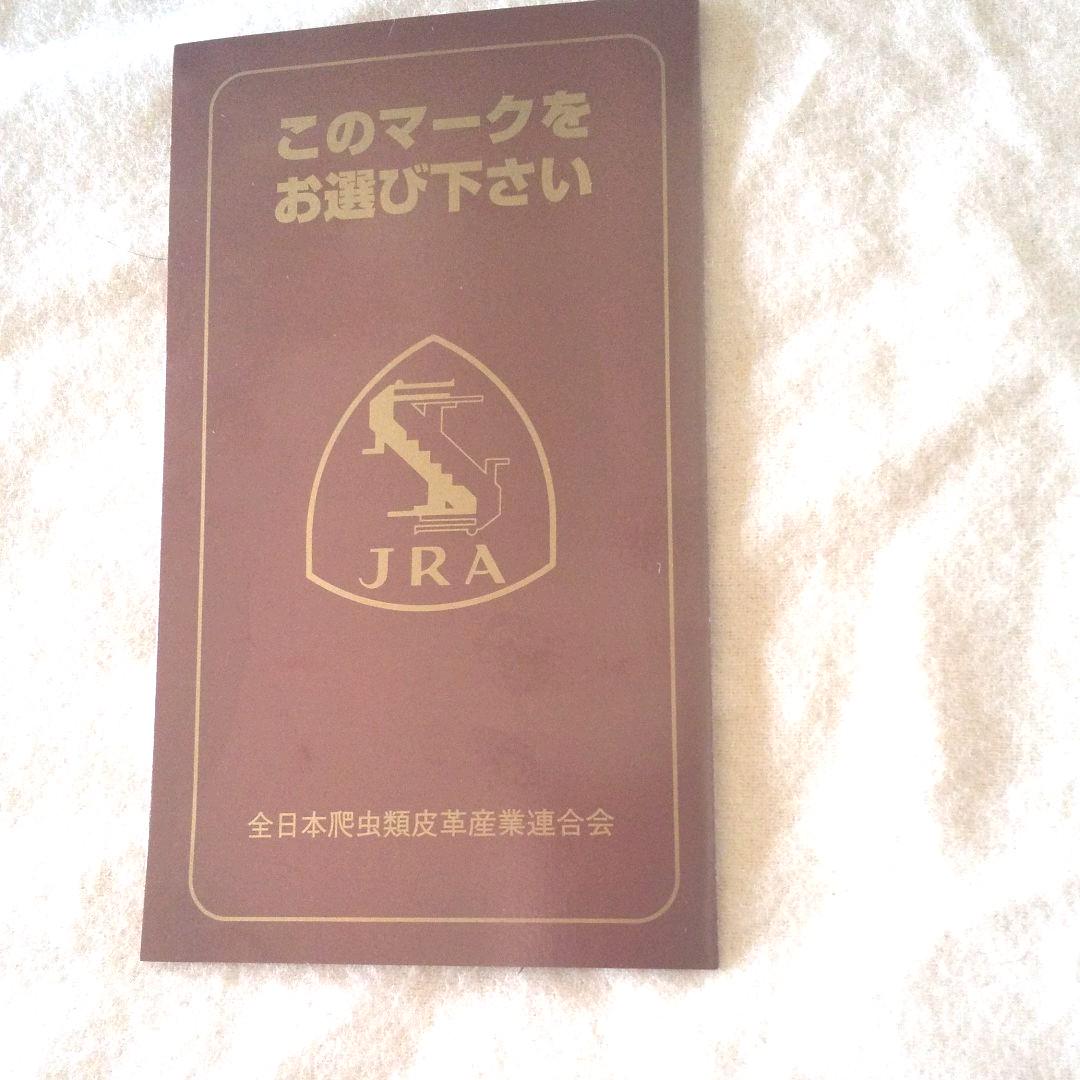 このマークを
お選び下さい
JRA
全日本爬虫類皮革産業連合会